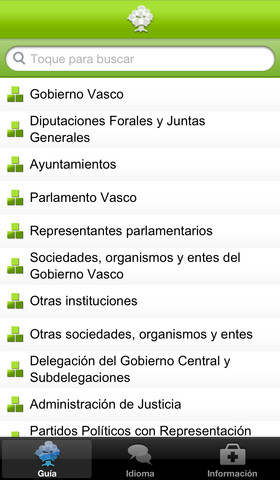 Toque para buscar
Gobierno Vasco
Diputaciones Forales y Juntas
Generales
Ayuntamientos
Parlamento Vasco
Representantes parlamentarios
Sociedades, organismos y entes del
Gobierno Vasco
Otras instituciones
Otras sociedades, organismos y entes
Delegación del Gobierno Central y
Subdelegaciones
Administración de Justicia
Partidos Políticos con Representación
Guía
Idioma
Información